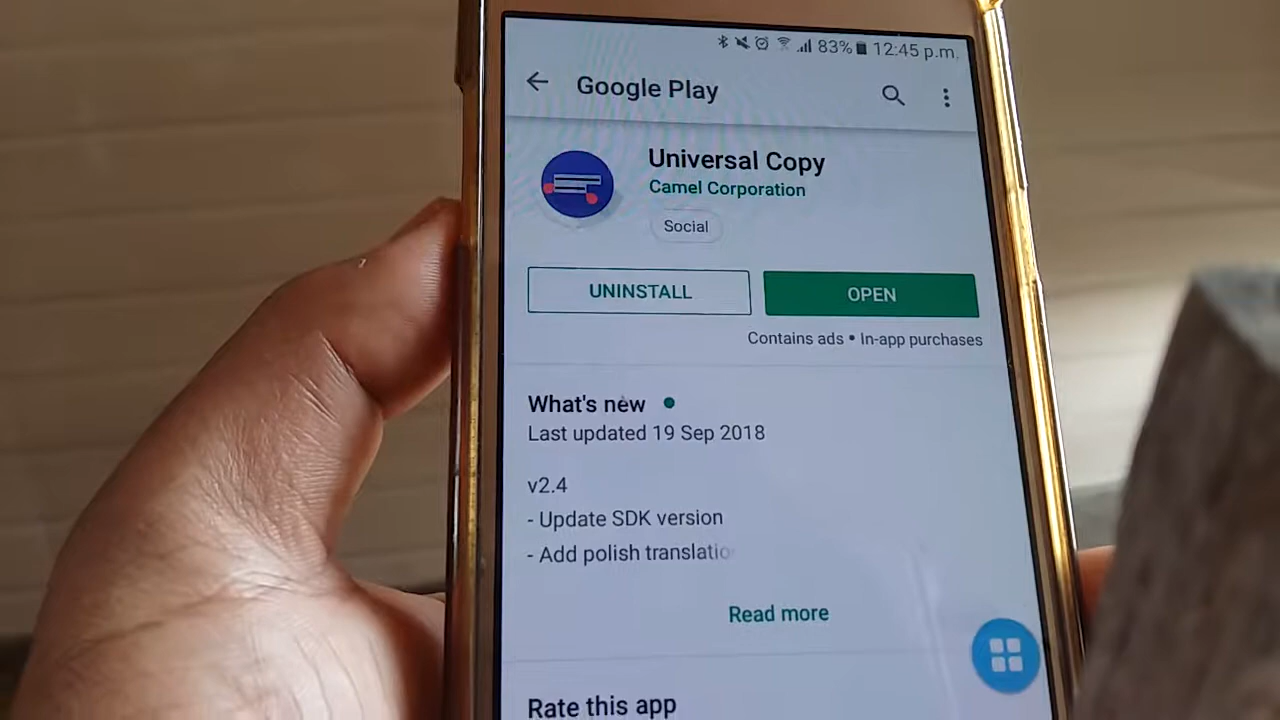 83% 12:45 p.m.
Google Play
Universal Copy
Camel Corporation
Social
UNINSTALL OPEN
Contains ads • In-app purchases
What's new
Last updated 19 Sep 2018
v2.4
- Update SDK version
- Add polish translatio
Read more
Rate this app